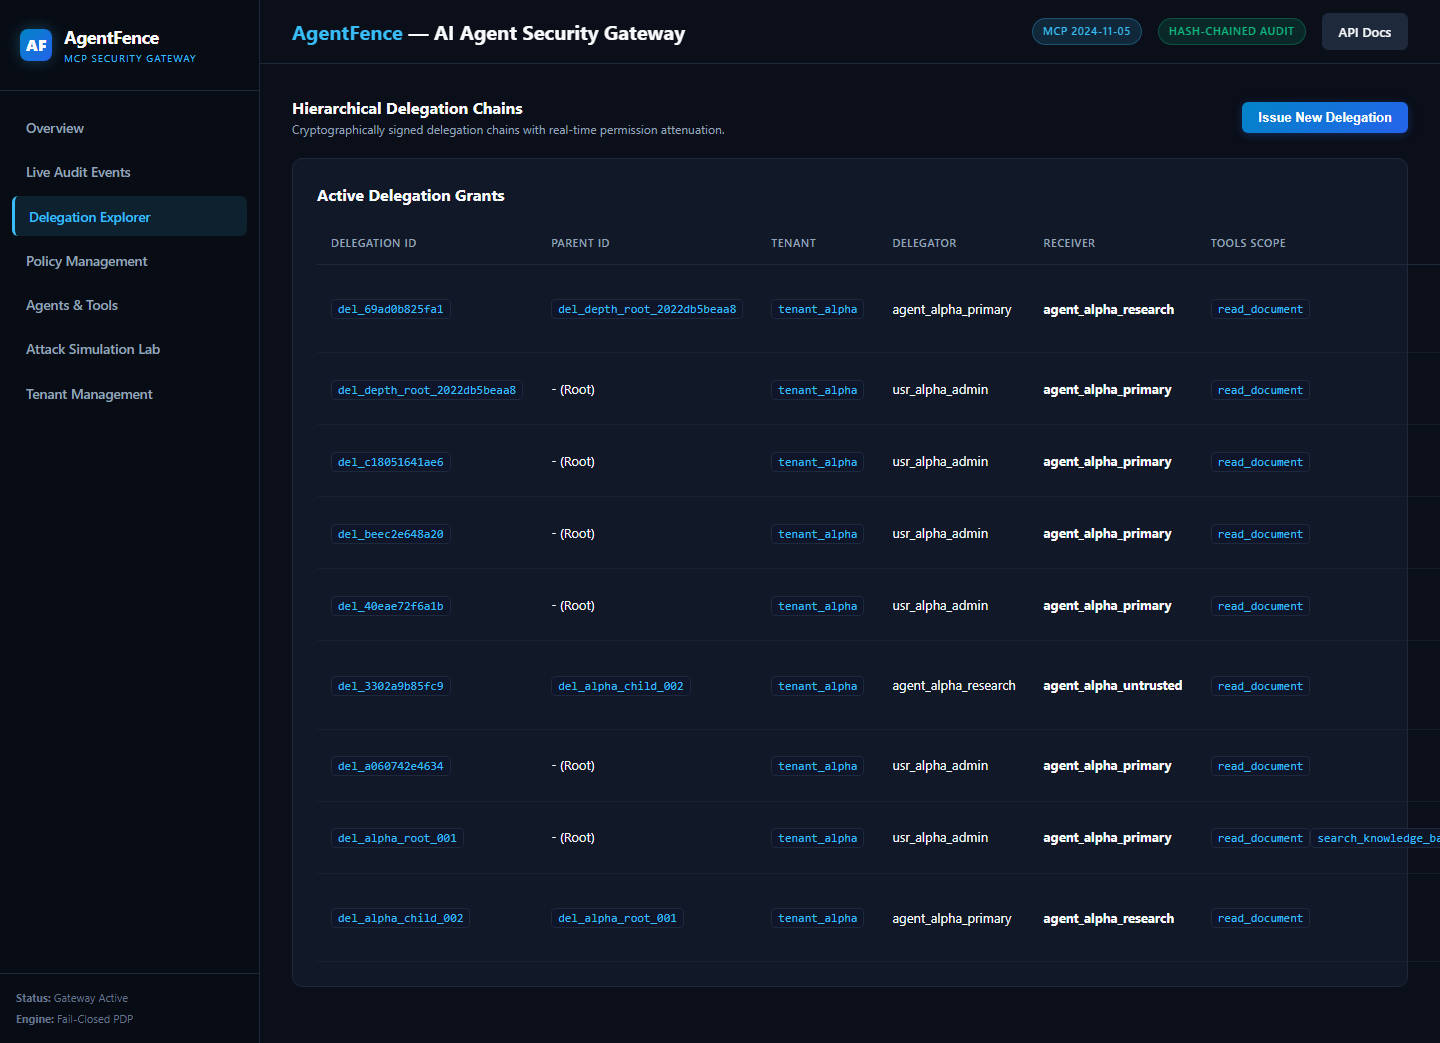 AF
AgentFence
MCP SECURITY GATEWAY
Overview
Live Audit Events
Delegation Explorer
Policy Management
Agents & Tools
Attack Simulation Lab
Tenant Management
Status: Gateway Active
Engine: Fail-Closed PDP
AgentFence — AI Agent Security Gateway
MCP 2024-11-05
HASH-CHAINED AUDIT
API Docs
Hierarchical Delegation Chains
Cryptographically signed delegation chains with real-time permission attenuation.
Issue New Delegation
Active Delegation Grants
DELEGATION ID PARENT ID TENANT DELEGATOR RECEIVER TOOLS SCOPE
del_69ad0b825fa1 del_depth_root_2022db5beaa8 tenant_alpha agent_alpha_primary agent_alpha_research read_document
del_depth_root_2022db5beaa8 - (Root) tenant_alpha usr_alpha_admin agent_alpha_primary read_document
del_c18051641ae6 - (Root) tenant_alpha usr_alpha_admin agent_alpha_primary read_document
del_beec2e648a20 - (Root) tenant_alpha usr_alpha_admin agent_alpha_primary read_document
del_40eae72f6a1b - (Root) tenant_alpha usr_alpha_admin agent_alpha_primary read_document
del_3302a9b85fc9 del_alpha_child_002 tenant_alpha agent_alpha_research agent_alpha_untrusted read_document
del_a060742e4634 - (Root) tenant_alpha usr_alpha_admin agent_alpha_primary read_document
del_alpha_root_001 - (Root) tenant_alpha usr_alpha_admin agent_alpha_primary read_document search_knowledge_ba
del_alpha_child_002 del_alpha_root_001 tenant_alpha agent_alpha_primary agent_alpha_research read_document